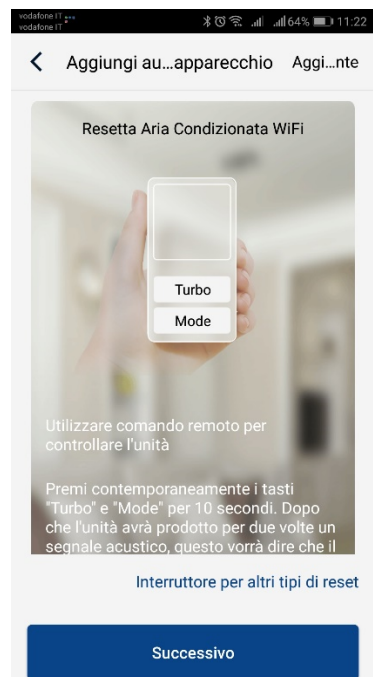 vodafone IT
vodafone IT
64% 11:22
Aggiungi au...apparecchio Aggi...nte
Resetta Aria Condizionata WiFi
Turbo
Mode
Utilizzare comando remoto per
controllare l'unità
Premi contemporaneamente i tasti
"Turbo" e "Mode" per 10 secondi. Dopo
che l'unità avrà prodotto per due volte un
segnale acustico, questo vorrà dire che il
Interruttore per altri tipi di reset
Successivo